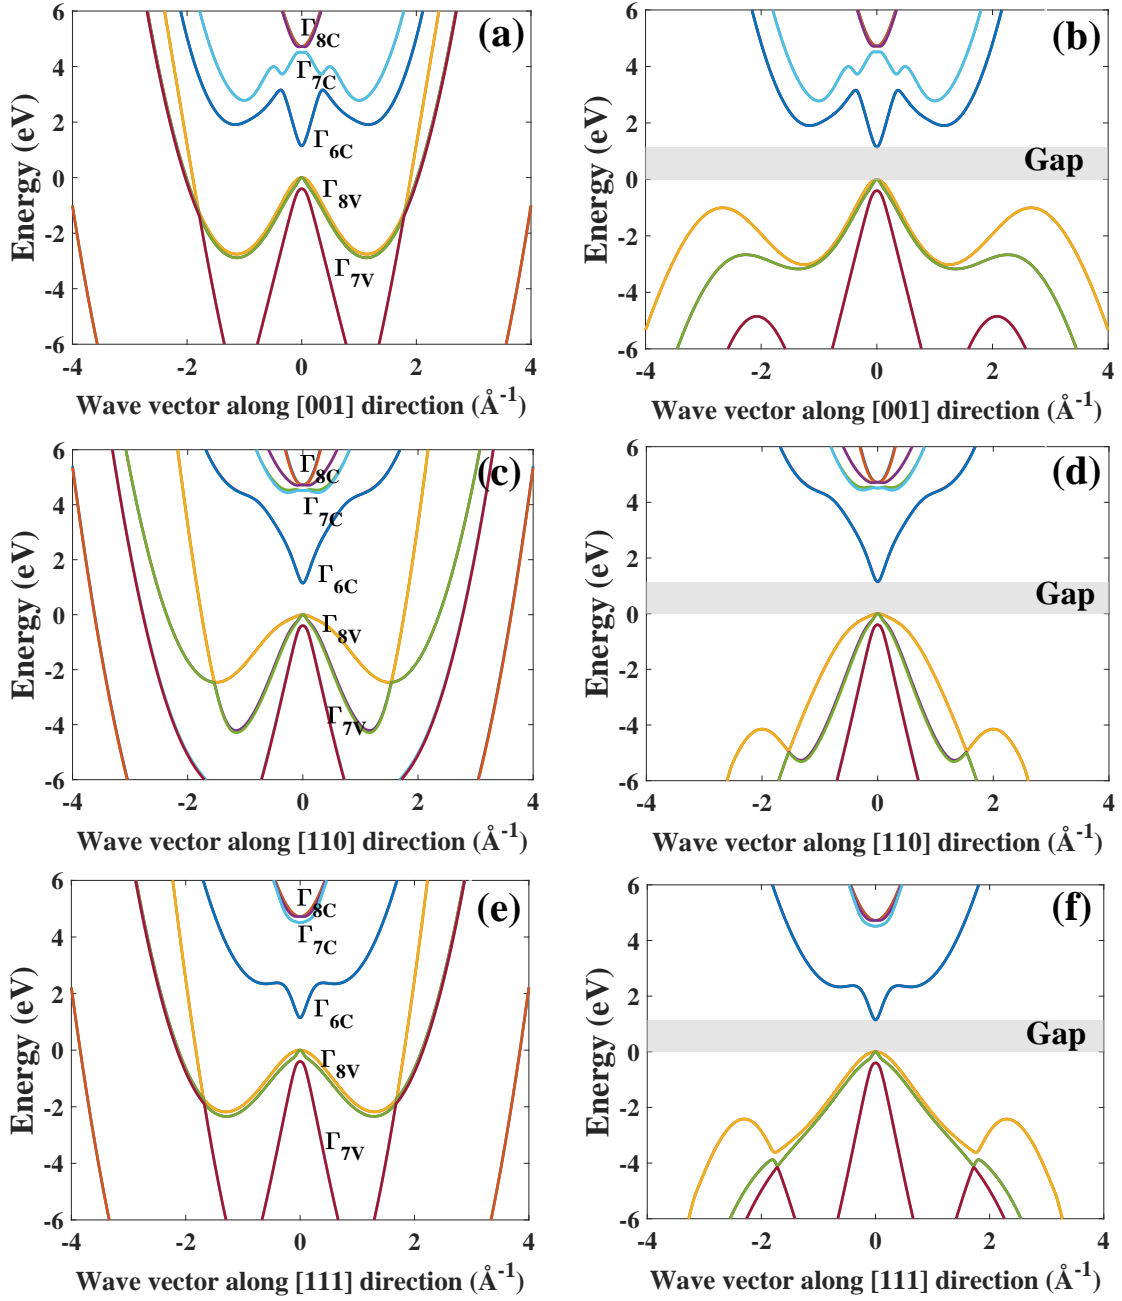 (a)
6
4
2
0
-2
-4
-6
Energy (eV)
Γ8C
Γ7C
Γ6C
Γ8V
Γ7V
-4 -2 0 2 4
Wave vector along [001] direction (Å-1)
(b)
6
4
2
0
-2
-4
-6
Energy (eV)
Gap
-4 -2 0 2 4
Wave vector along [001] direction (Å-1)
(c)
6
4
2
0
-2
-4
-6
Energy (eV)
Γ8C
Γ7C
Γ6C
Γ8V
Γ7V
-4 -2 0 2 4
Wave vector along [110] direction (Å-1)
(d)
6
4
2
0
-2
-4
-6
Energy (eV)
Gap
-4 -2 0 2 4
Wave vector along [110] direction (Å-1)
(e)
6
4
2
0
-2
-4
-6
Energy (eV)
Γ8C
Γ7C
Γ6C
Γ8V
Γ7V
-4 -2 0 2 4
Wave vector along [111] direction (Å-1)
(f)
6
4
2
0
-2
-4
-6
Energy (eV)
Gap
-4 -2 0 2 4
Wave vector along [111] direction (Å-1)